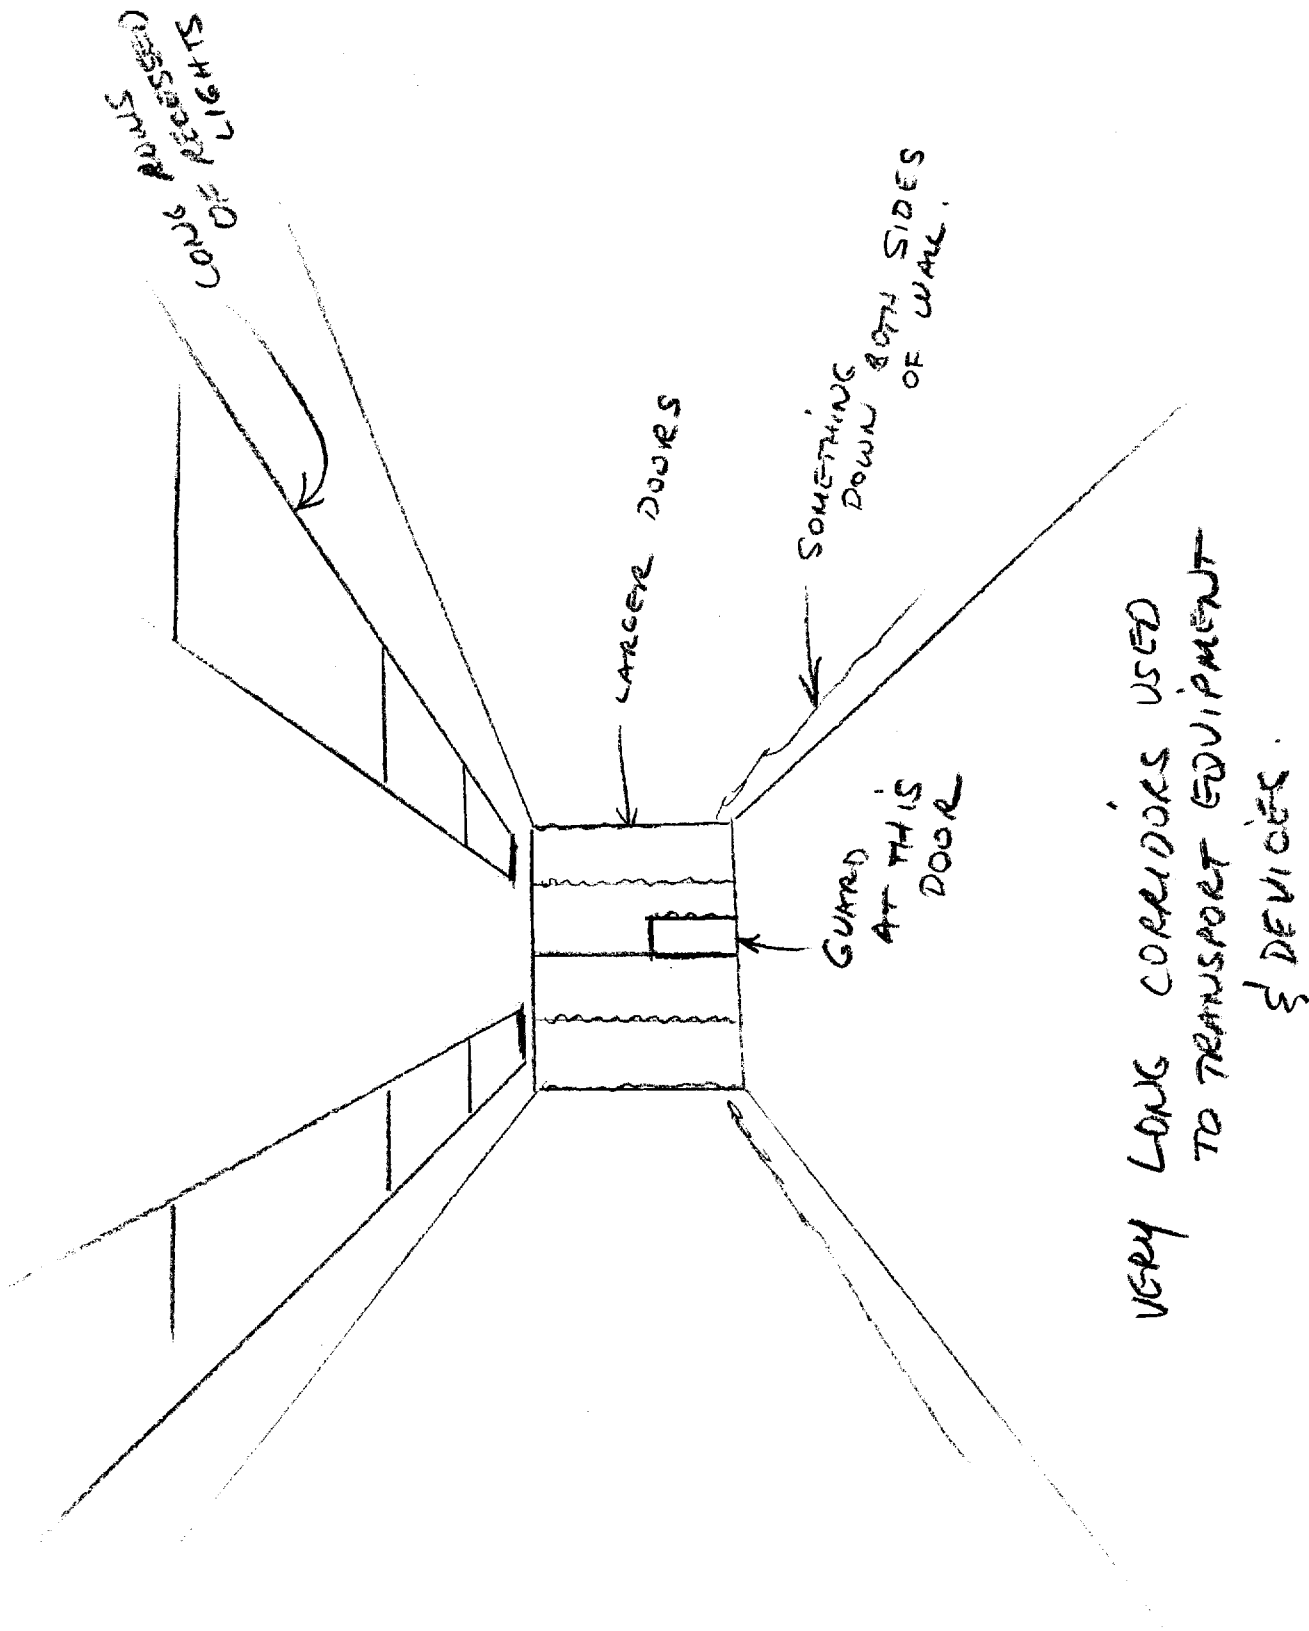 LONG ROWS
OF RECESSED
LIGHTS
LARGER DOORS
SOMETHING
DOWN BOTH SIDES
OF WALL.
GUARD
AT THIS
DOOR
VERY LONG CORRIDORS USED
TO TRANSPORT EQUIPMENT
& DEVICES.